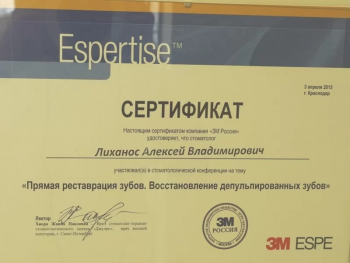 Espertise™
3 апреля 2013
г. Краснодар
СЕРТИФИКАТ
Настоящим сертификатом компания «3М Россия»
удостоверяет, что стоматолог
Лиханос Алексей Владимирович
участвовал(а) в стоматологической конференции на тему
«Прямая реставрация зубов. Восстановление депульпированных зубов»
Лектор:
3M
РОССИЯ
3M ESPE